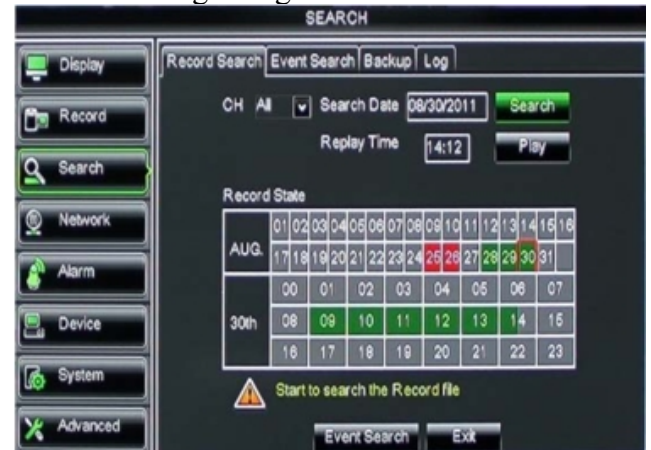 SEARCH
Display
Record
Search
Network
Alarm
Device
System
Advanced
Record Search Event Search Backup Log
CH All Search Date 08/30/2011 Search
Replay Time 14:12 Play
Record State
AUG.
01 02 03 04 05 06 07 08 09 10 11 12 13 14 15 16
17 18 19 20 21 22 23 24 25 26 27 28 29 30 31
30th
00 01 02 03 04 05 06 07
08 09 10 11 12 13 14 15
16 17 18 19 20 21 22 23
Start to search the Record file
Event Search Exit